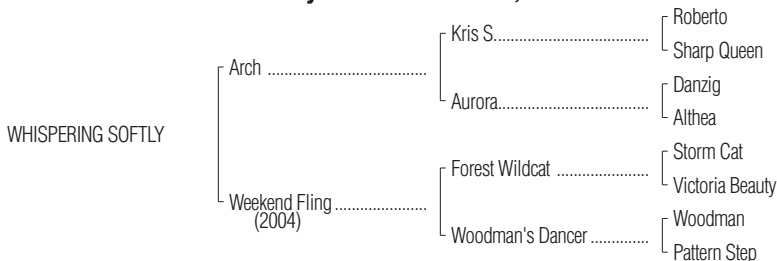 Roberto
Kris S.
Sharp Queen
Arch
Danzig
Aurora
Althea
WHISPERING SOFTLY
Storm Cat
Forest Wildcat
Victoria Beauty
Weekend Fling
(2004)
Woodman
Woodman's Dancer
Pattern Step